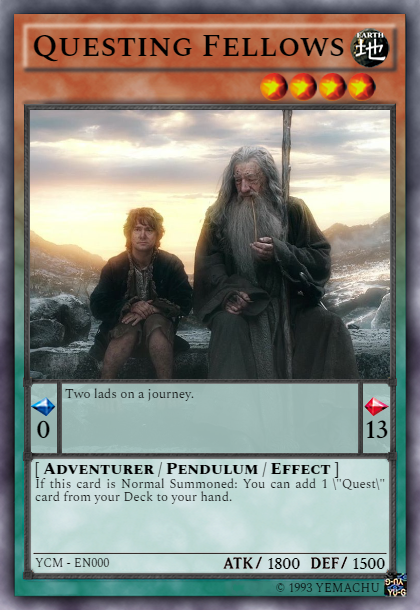 QUESTING FELLOWS
EARTH
地
Two lads on a journey.
0
13
[ ADVENTURER / PENDULUM / EFFECT ]
If this card is Normal Summoned: You can add 1 \"Quest\"
card from your Deck to your hand.
YCM - EN000
ATK / 1800 DEF / 1500
© 1993 YEMACHU